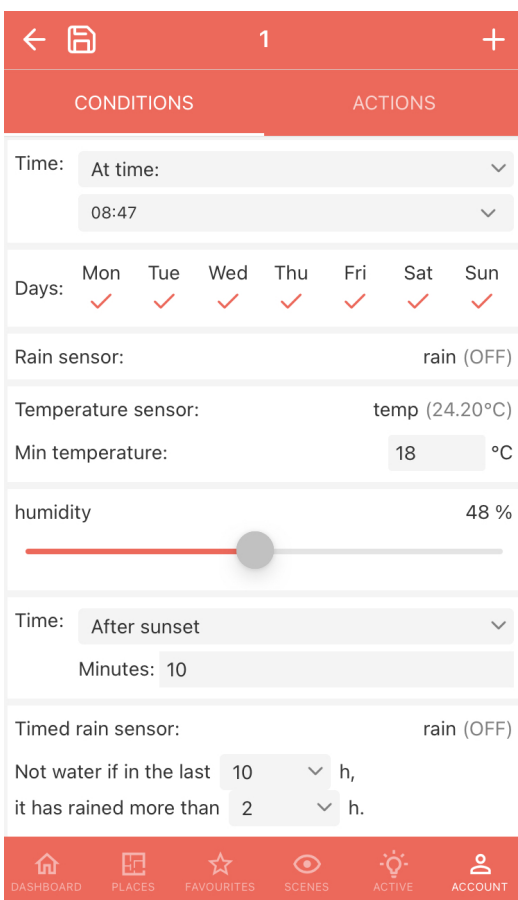 1
CONDITIONS ACTIONS
Time: At time:
08:47
Mon Tue Wed Thu Fri Sat Sun
Days:
Rain sensor: rain (OFF)
Temperature sensor: temp (24.20°C)
Min temperature: 18 °C
humidity 48 %
Time: After sunset
Minutes: 10
Timed rain sensor: rain (OFF)
Not water if in the last 10 h,
it has rained more than 2 h.
DASHBOARD PLACES FAVOURITES SCENES ACTIVE ACCOUNT